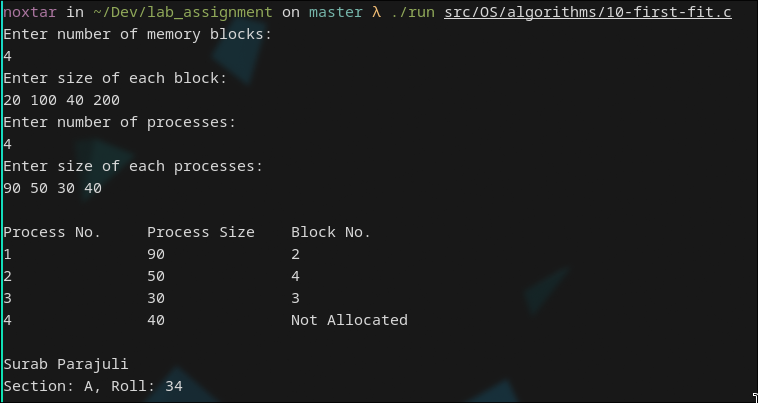 noxtar in ~/Dev/lab_assignment on master λ ./run src/OS/algorithms/10-first-fit.c
Enter number of memory blocks:
4
Enter size of each block:
20 100 40 200
Enter number of processes:
4
Enter size of each processes:
90 50 30 40
Process No. Process Size Block No.
1 90 2
2 50 4
3 30 3
4 40 Not Allocated
Surab Parajuli
Section: A, Roll: 34